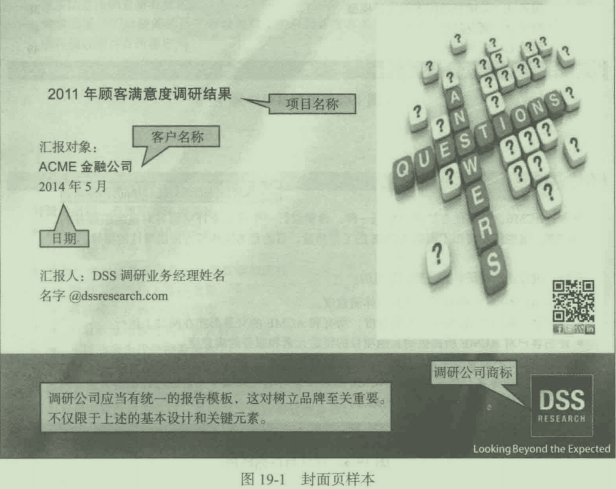 2011 年顾客满意度调研结果
项目名称
汇报对象：
客户名称
ACME 金融公司
2014 年 5 月
日期
汇报人：DSS 调研业务经理姓名
名字 @dssresearch.com
QUESTIONS
ANSWERS
调研公司应当有统一的报告模板，这对树立品牌至关重要。
不仅限于上述的基本设计和关键元素。
调研公司商标
DSS
RESEARCH
Looking Beyond the Expected
图 19-1 封面页样本